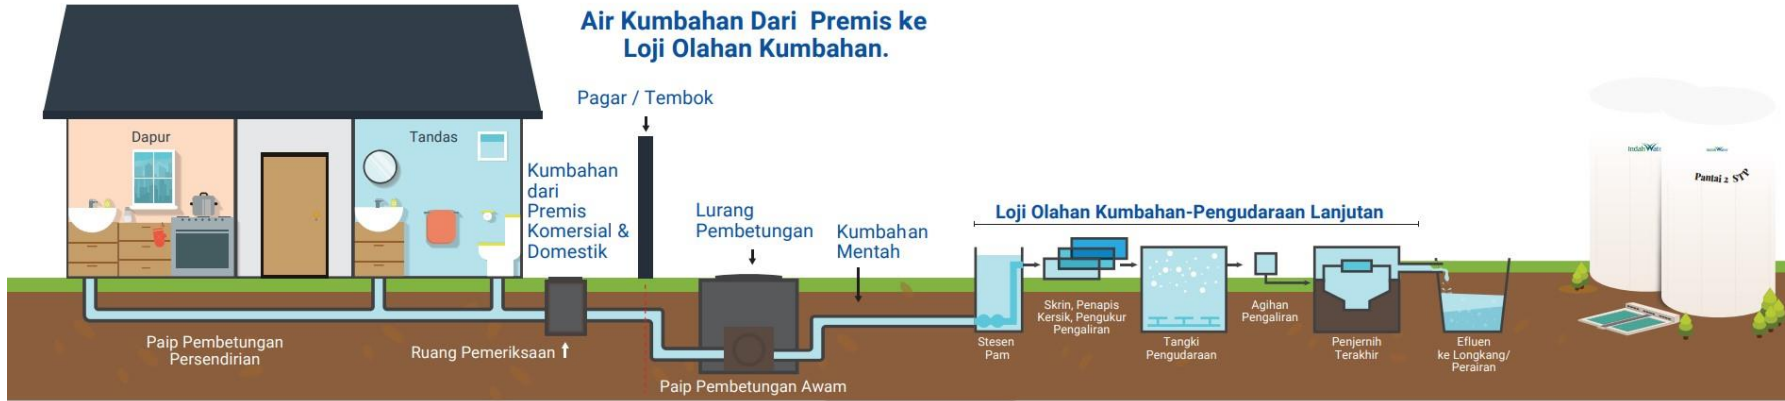 Air Kumbahan Dari Premis ke
Loji Olahan Kumbahan.
Pagar / Tembok
Dapur
Tandas
Kumbahan
dari
Premis
Komersial &
Domestik
Lurang
Pembetungan
Kumbahan
Mentah
Loji Olahan Kumbahan-Pengudaraan Lanjutan
IndahWater
Pantai 2 STP
Paip Pembetungan
Persendirian
Ruang Pemeriksaan
Paip Pembetungan Awam
Stesen
Pam
Skrin, Penapis
Kersik, Pengukur
Pengaliran
Tangki
Pengudaraan
Agihan
Pengaliran
Penjernih
Terakhir
Efluen
ke Longkang/
Perairan